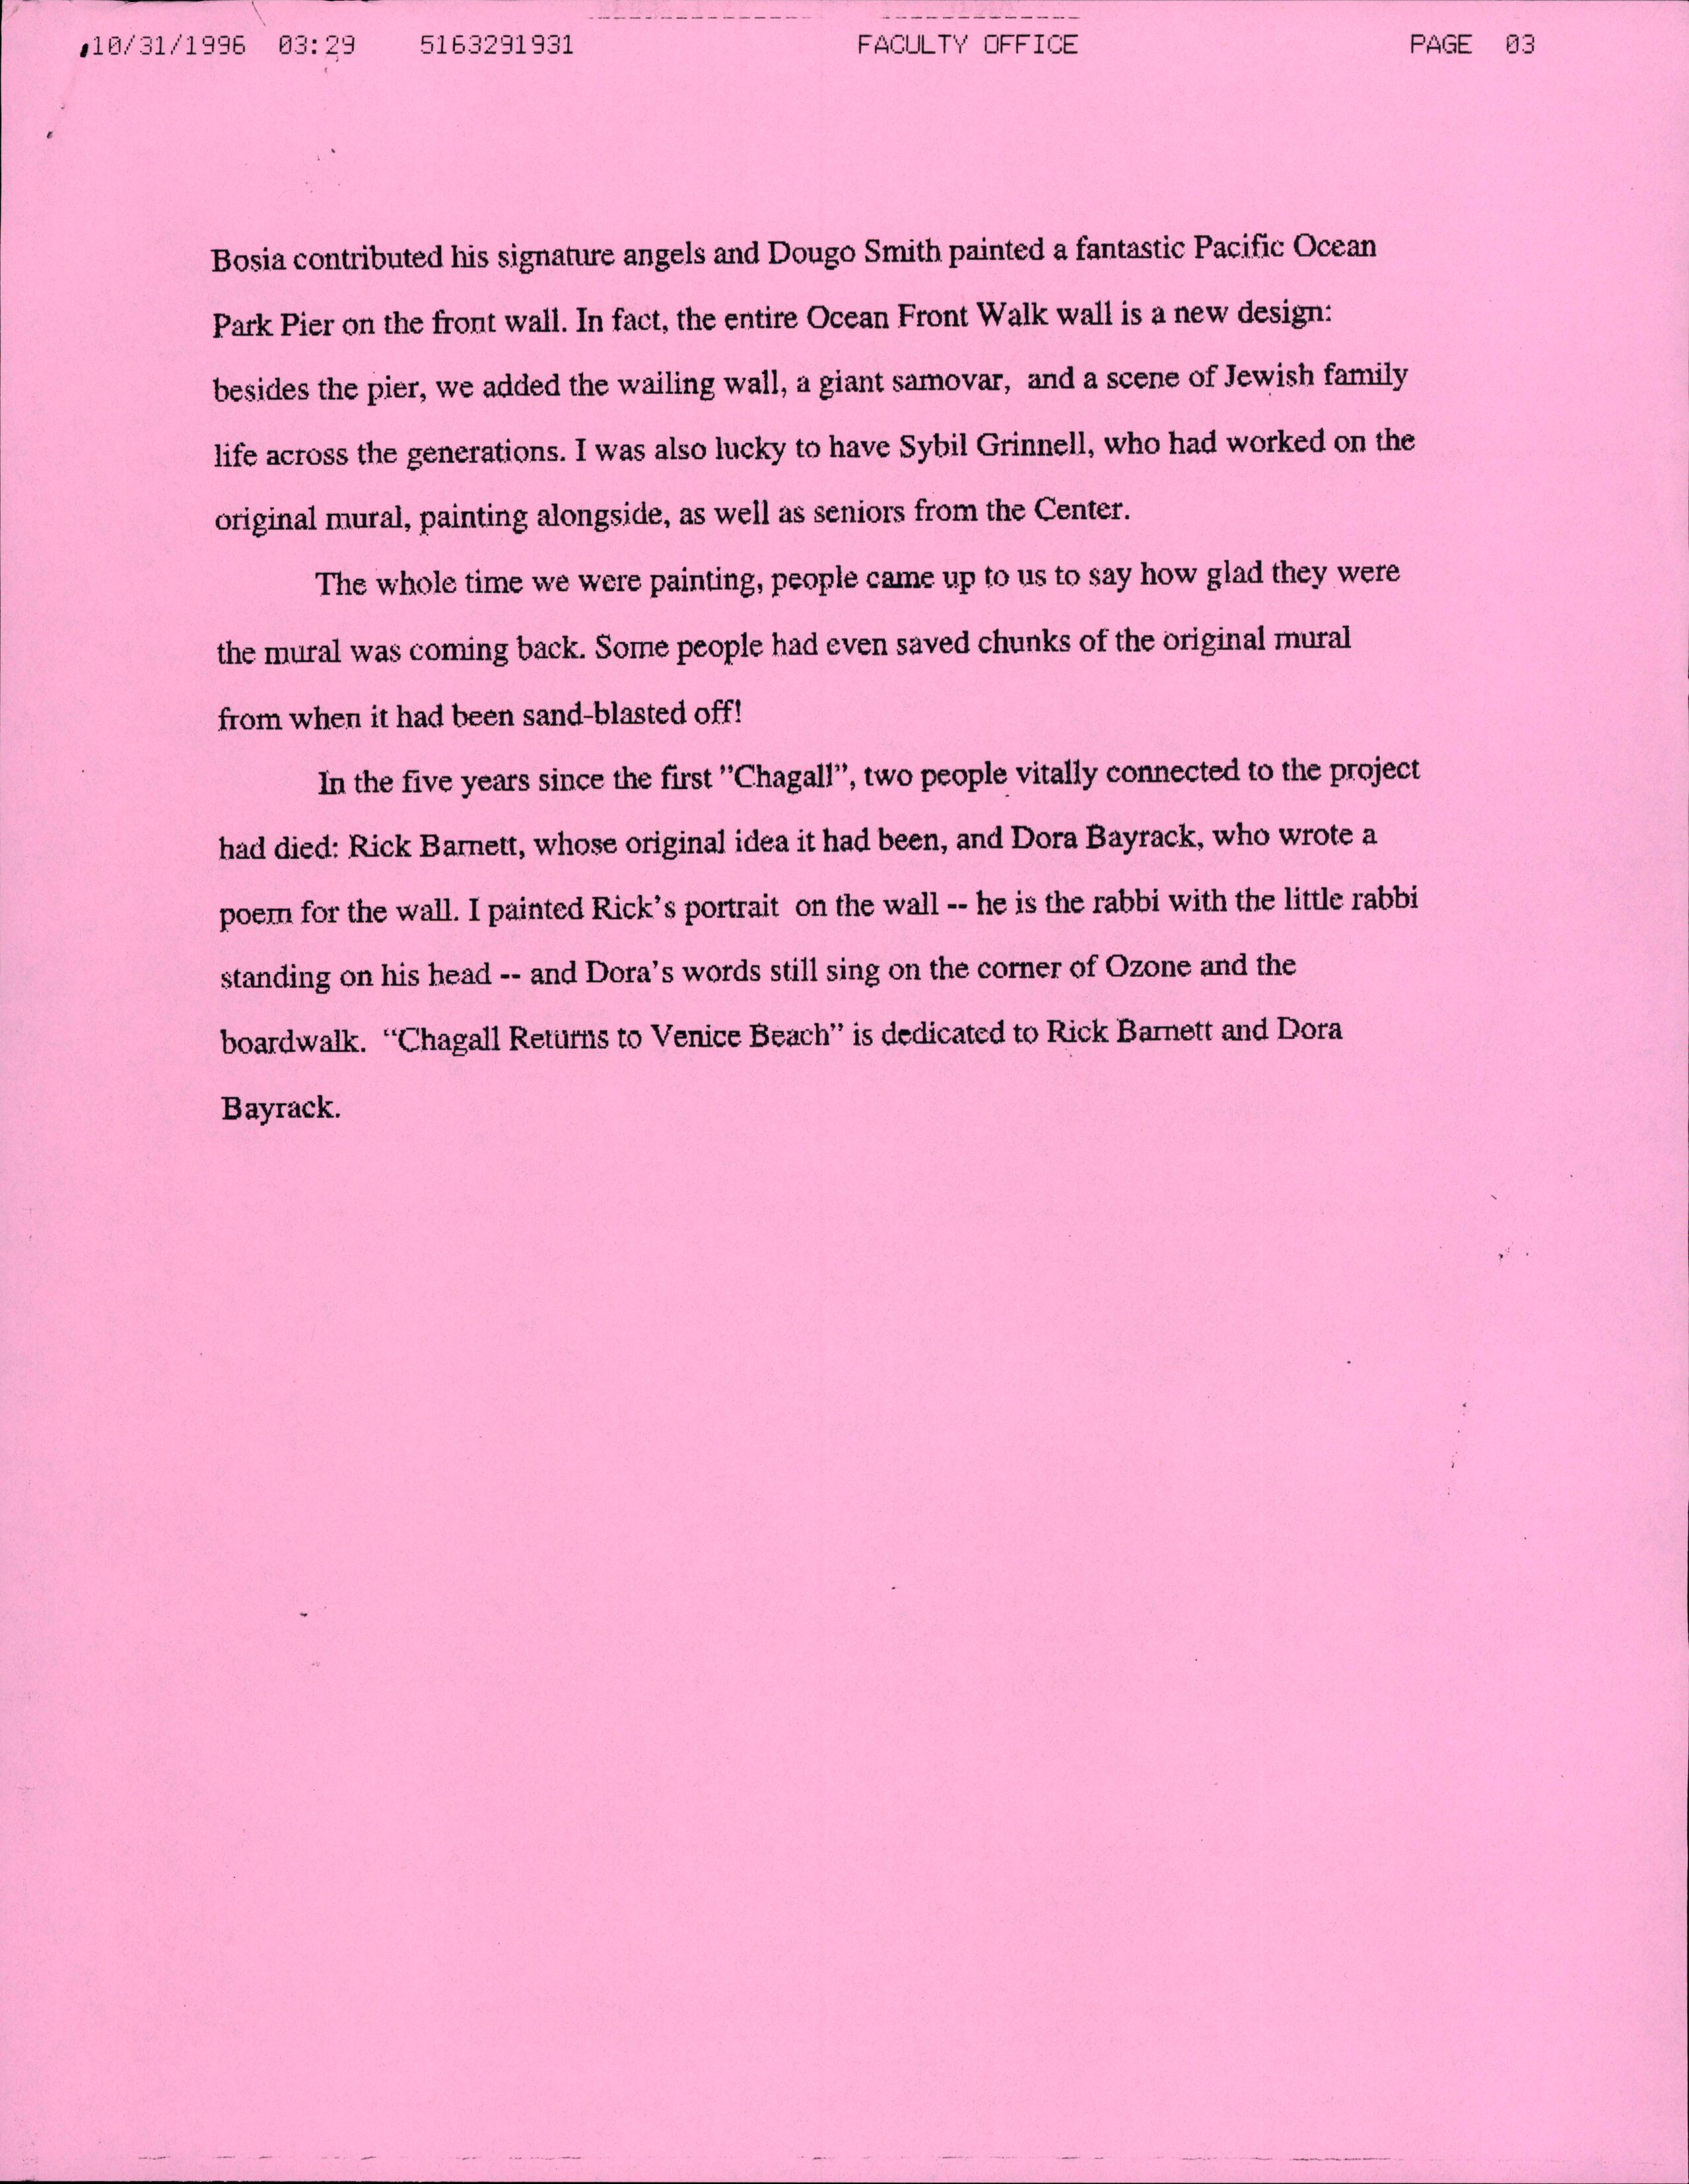 10/31/1996 03:29 5163291931 FACULTY OFFICE PAGE 03
Bosia contributed his signature angels and Dougo Smith painted a fantastic Pacific Ocean
Park Pier on the front wall. In fact, the entire Ocean Front Walk wall is a new design:
besides the pier, we added the wailing wall, a giant samovar, and a scene of Jewish family
life across the generations. I was also lucky to have Sybil Grinnell, who had worked on the
original mural, painting alongside, as well as seniors from the Center.
The whole time we were painting, people came up to us to say how glad they were
the mural was coming back. Some people had even saved chunks of the original mural
from when it had been sand-blasted off!
In the five years since the first "Chagall”, two people vitally connected to the project
had died: Rick Barnett, whose original idea it had been, and Dora Bayrack, who wrote a
poem for the wall. I painted Rick’s portrait on the wall -- he is the rabbi with the little rabbi
standing on his head -- and Dora’s words still sing on the corner of Ozone and the
boardwalk. “Chagall Returns to Venice Beach” is dedicated to Rick Barnett and Dora
Bayrack.